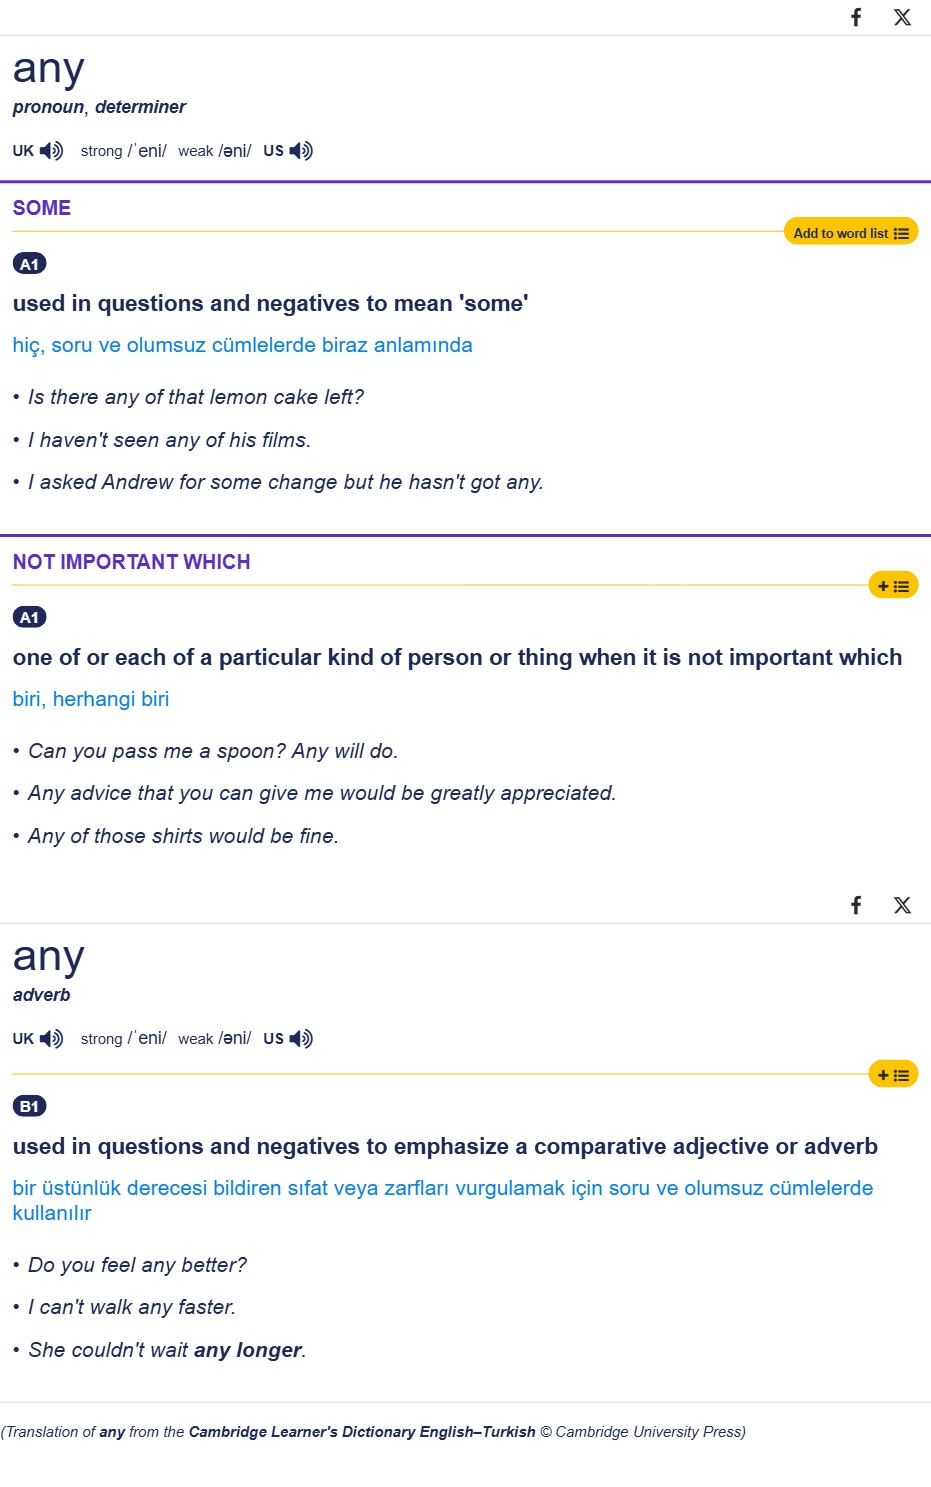 any
pronoun, determiner
UK strong /ˈeni/ weak /əni/ US
SOME
Add to word list
A1
used in questions and negatives to mean 'some'
hiç, soru ve olumsuz cümlelerde biraz anlamında
• Is there any of that lemon cake left?
• I haven't seen any of his films.
• I asked Andrew for some change but he hasn't got any.
NOT IMPORTANT WHICH
+
A1
one of or each of a particular kind of person or thing when it is not important which
biri, herhangi biri
• Can you pass me a spoon? Any will do.
• Any advice that you can give me would be greatly appreciated.
• Any of those shirts would be fine.
any
adverb
UK strong /ˈeni/ weak /əni/ US
+
B1
used in questions and negatives to emphasize a comparative adjective or adverb
bir üstünlük derecesi bildiren sıfat veya zarfları vurgulamak için soru ve olumsuz cümlelerde
kullanılır
• Do you feel any better?
• I can't walk any faster.
• She couldn't wait any longer.
(Translation of any from the Cambridge Learner's Dictionary English–Turkish © Cambridge University Press)